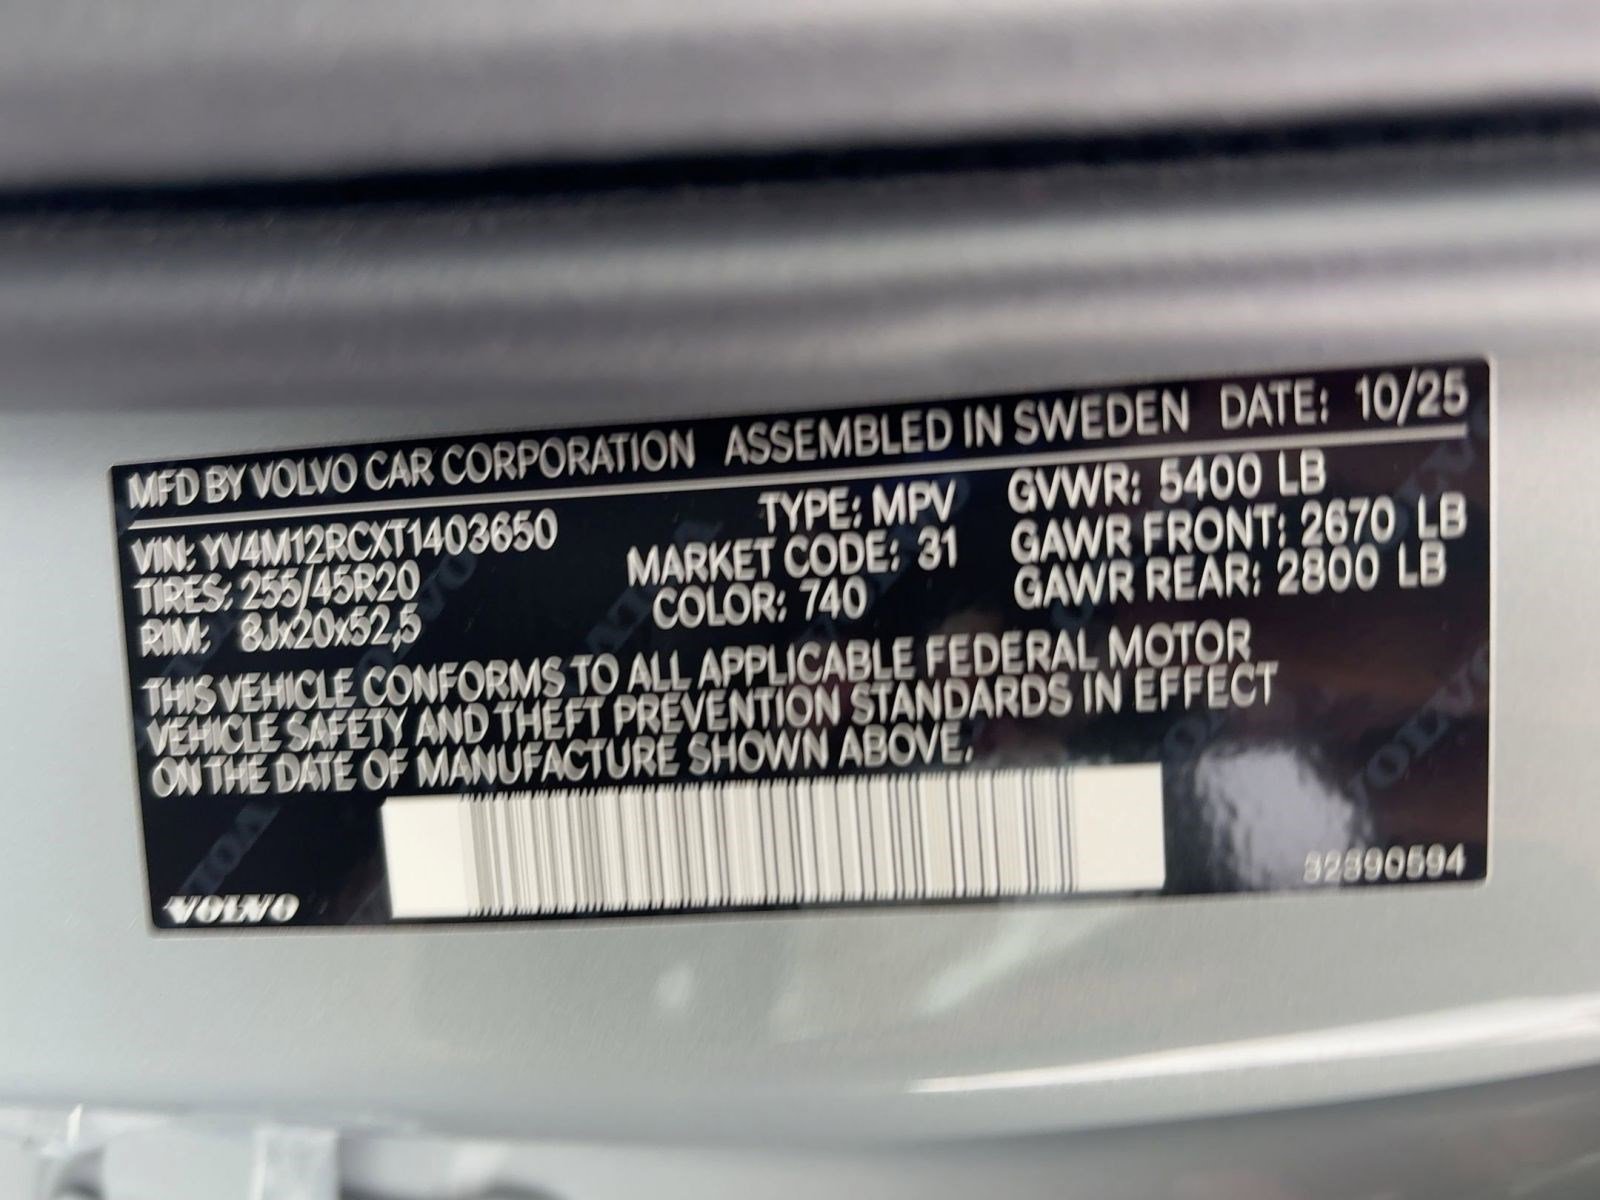 MFD BY VOLVO CAR CORPORATION ASSEMBLED IN SWEDEN DATE: 10/25
VIN: YV4M12RCXT1403650 TYPE: MPV GVWR: 5400 LB
TIRES: 255/45R20 MARKET CODE: 31 GAWR FRONT: 2670 LB
RIM: 8Jx20x52,5 COLOR: 740 GAWR REAR: 2800 LB
THIS VEHICLE CONFORMS TO ALL APPLICABLE FEDERAL MOTOR
VEHICLE SAFETY AND THEFT PREVENTION STANDARDS IN EFFECT
ON THE DATE OF MANUFACTURE SHOWN ABOVE.
VOLVO 32390594